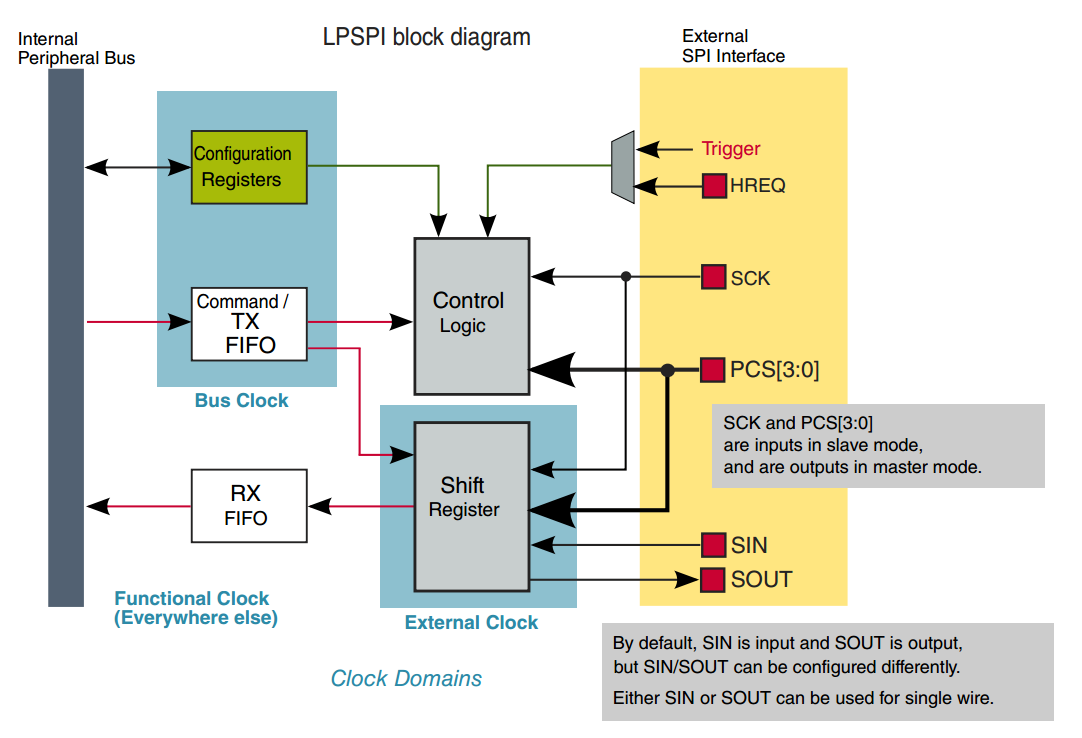 LPSPI block diagram
Internal
Peripheral Bus
External
SPI Interface
Configuration
Registers
Trigger
HREQ
SCK
Command /
TX
FIFO
Control
Logic
PCS[3:0]
Bus Clock
SCK and PCS[3:0]
are inputs in slave mode,
and are outputs in master mode.
Shift
Register
RX
FIFO
SIN
SOUT
Functional Clock
(Everywhere else)
External Clock
By default, SIN is input and SOUT is output,
but SIN/SOUT can be configured differently.
Either SIN or SOUT can be used for single wire.
Clock Domains